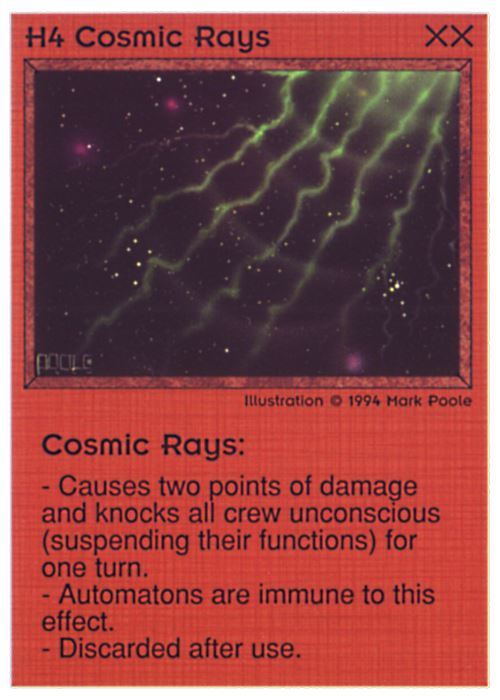 H4 Cosmic Rays XX
POOLE
Illustration © 1994 Mark Poole
Cosmic Rays:
- Causes two points of damage
and knocks all crew unconscious
(suspending their functions) for
one turn.
- Automatons are immune to this
effect.
- Discarded after use.